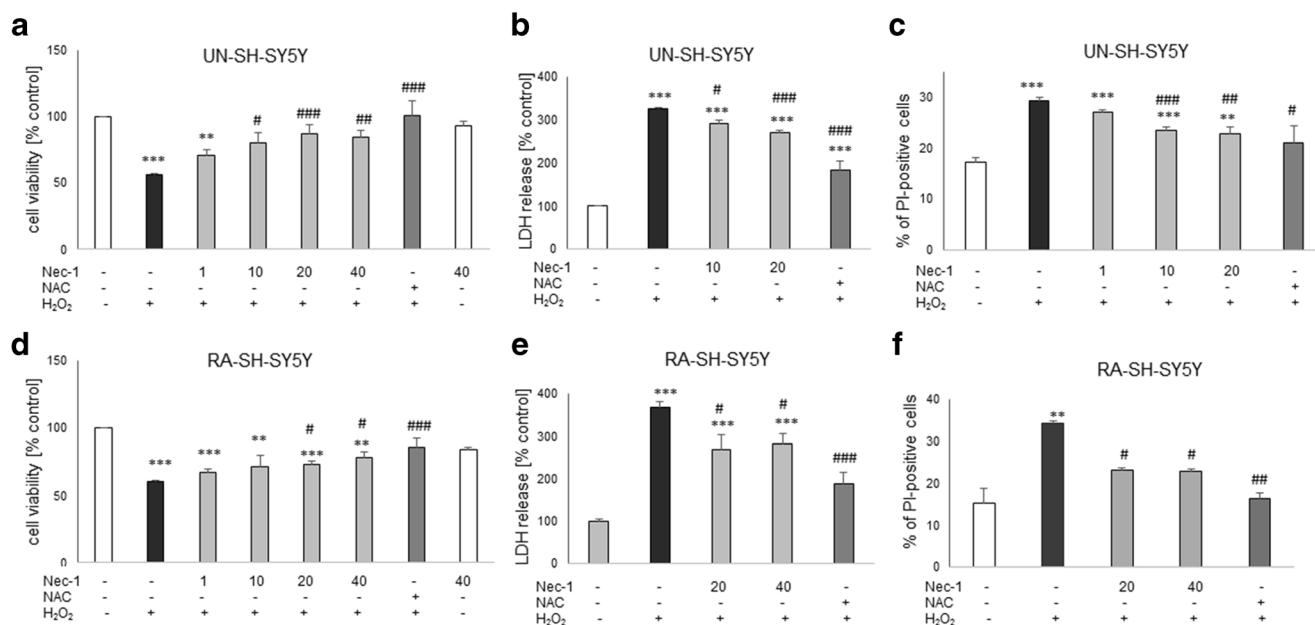 a
UN-SH-SY5Y
cell viability [% control]
150
100
50
0
***
**
#
###
##
###
Nec-1 - - 1 10 20 40 - 40
NAC - - - - - - + -
H₂O₂ - + + + + + + -
b
UN-SH-SY5Y
LDH release [% control]
400
300
200
100
0
***
#
***
###
***
###
***
Nec-1 - - 10 20 -
NAC - - - - +
H₂O₂ - + + + +
c
UN-SH-SY5Y
% of PI-positive cells
30
20
10
0
***
***
###
***
##
**
#
Nec-1 - - 1 10 20 -
NAC - - - - - +
H₂O₂ - + + + + +
d
RA-SH-SY5Y
cell viability [% control]
150
100
50
0
***
***
**
#
***
#
**
###
Nec-1 - - 1 10 20 40 - 40
NAC - - - - - - + -
H₂O₂ - + + + + + + -
e
RA-SH-SY5Y
LDH release [% control]
400
300
200
100
0
***
#
***
#
***
###
Nec-1 - - 20 40 -
NAC - - - - +
H₂O₂ - + + + +
f
RA-SH-SY5Y
% of PI-positive cells
40
30
20
10
0
**
#
#
##
Nec-1 - - 20 40 -
NAC - - - - +
H₂O₂ - + + + +